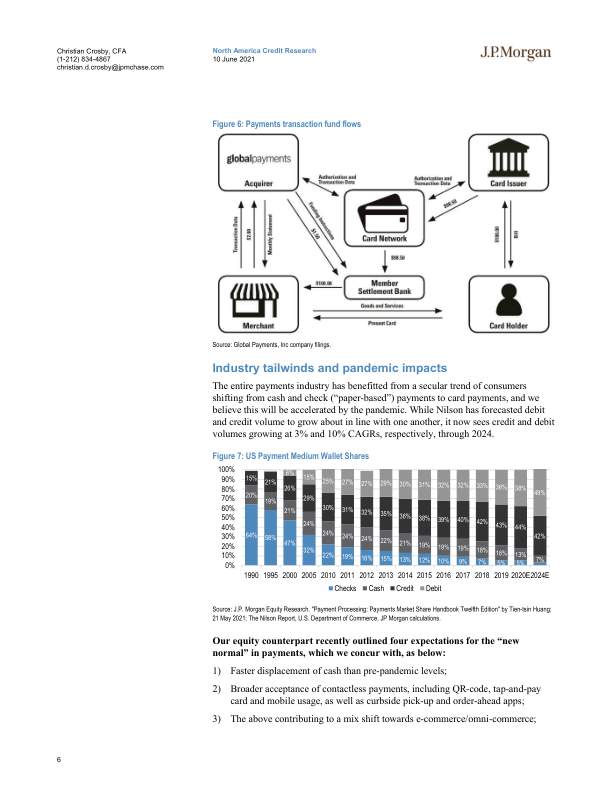 Christian Crosby, CFA
(1-212) 834-4867
christian.d.crosby@jpmchase.com
North America Credit Research
10 June 2021
J.P.Morgan
Figure 6: Payments transaction fund flows
globalpayments
Acquirer
Authorization and
Transaction Data
Authorization and
Transaction Data
Card Issuer
$98.50
Card Network
Funding Instructions
$1.50
Transaction Data
$2.00
Monthly Statement
$98.50
$100.00
Bill
$100.00
Member
Settlement Bank
Goods and Services
Present Card
Merchant
Card Holder
Source: Global Payments, Inc company filings.
Industry tailwinds and pandemic impacts
The entire payments industry has benefitted from a secular trend of consumers
shifting from cash and check (“paper-based”) payments to card payments, and we
believe this will be accelerated by the pandemic. While Nilson has forecasted debit
and credit volume to grow about in line with one another, it now sees credit and debit
volumes growing at 3% and 10% CAGRs, respectively, through 2024.
Figure 7: US Payment Medium Wallet Shares
100%
90%
80%
70%
60%
50%
40%
30%
20%
10%
0%
15% 21% 26% 29% 30% 31% 32% 35% 36% 38% 39% 40% 42% 43% 44% 42%
20% 19% 21% 24% 24% 24% 24% 22% 21% 19% 19% 19% 18% 16% 13% 7%
64% 58% 47% 32% 22% 19% 16% 15% 13% 12% 10% 9% 7% 5% 5%
6% 15% 25% 27% 27% 29% 30% 31% 32% 32% 33% 36% 38% 49%
1990 1995 2000 2005 2010 2011 2012 2013 2014 2015 2016 2017 2018 2019 2020E 2024E
Checks Cash Credit Debit
Source: J.P. Morgan Equity Research. "Payment Processing: Payments Market Share Handbook Twelfth Edition" by Tien-tsin Huang;
21 May 2021; The Nilson Report, U.S. Department of Commerce, JP Morgan calculations.
Our equity counterpart recently outlined four expectations for the “new
normal” in payments, which we concur with, as below:
1) Faster displacement of cash than pre-pandemic levels;
2) Broader acceptance of contactless payments, including QR-code, tap-and-pay
card and mobile usage, as well as curbside pick-up and order-ahead apps;
3) The above contributing to a mix shift towards e-commerce/omni-commerce;
6